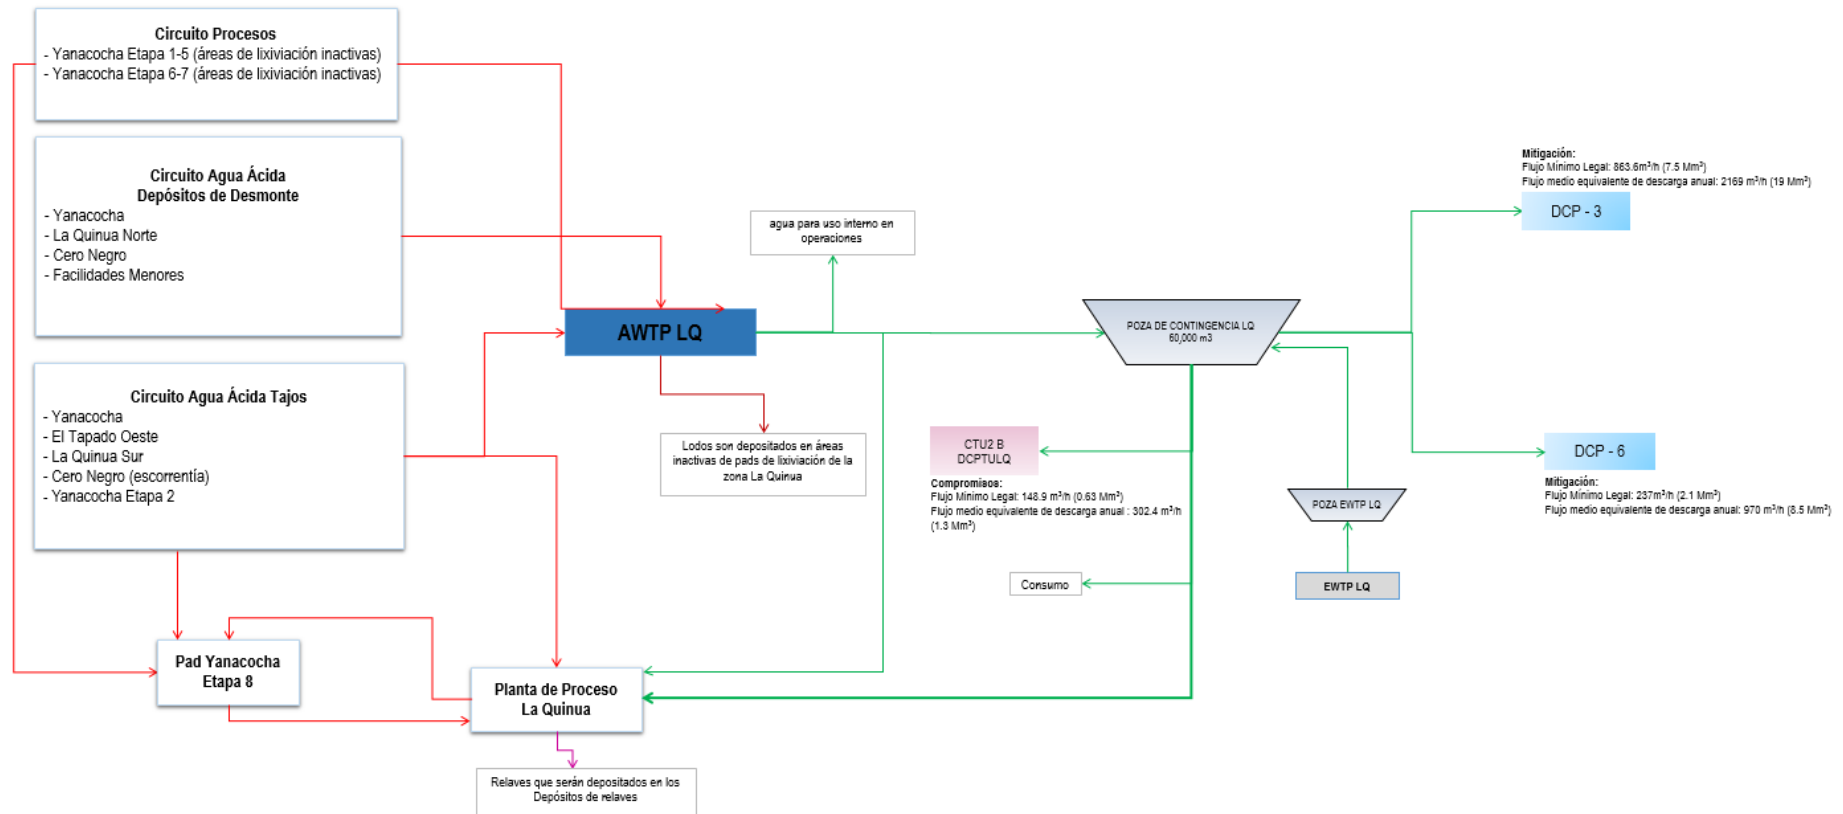 Circuito Procesos
- Yanacocha Etapa 1-5 (áreas de lixiviación inactivas)
- Yanacocha Etapa 6-7 (áreas de lixiviación inactivas)
Circuito Agua Ácida
Depósitos de Desmonte
- Yanacocha
- La Quinua Norte
- Cero Negro
- Facilidades Menores
Circuito Agua Ácida Tajos
- Yanacocha
- El Tapado Oeste
- La Quinua Sur
- Cero Negro (escorrentía)
- Yanacocha Etapa 2
Pad Yanacocha
Etapa 8
Planta de Proceso
La Quinua
Relaves que serán depositados en los
Depósitos de relaves
AWTP LQ
agua para uso interno en
operaciones
Lodos son depositados en áreas
inactivas de pads de lixiviación de la
zona La Quinua
POZA DE CONTINGENCIA LQ
60,000 m3
CTU2 B
DCPTULQ
Compromisos:
Flujo Mínimo Legal: 148.9 m³/h (0.63 Mm³)
Flujo medio equivalente de descarga anual : 302.4 m³/h
(1.3 Mm³)
Consumo
POZA EWTP LQ
EWTP LQ
Mitigación:
Flujo Mínimo Legal: 863.6m³/h (7.5 Mm³)
Flujo medio equivalente de descarga anual: 2169 m³/h (19 Mm³)
DCP - 3
DCP - 6
Mitigación:
Flujo Mínimo Legal: 237m³/h (2.1 Mm³)
Flujo medio equivalente de descarga anual: 970 m³/h (8.5 Mm³)